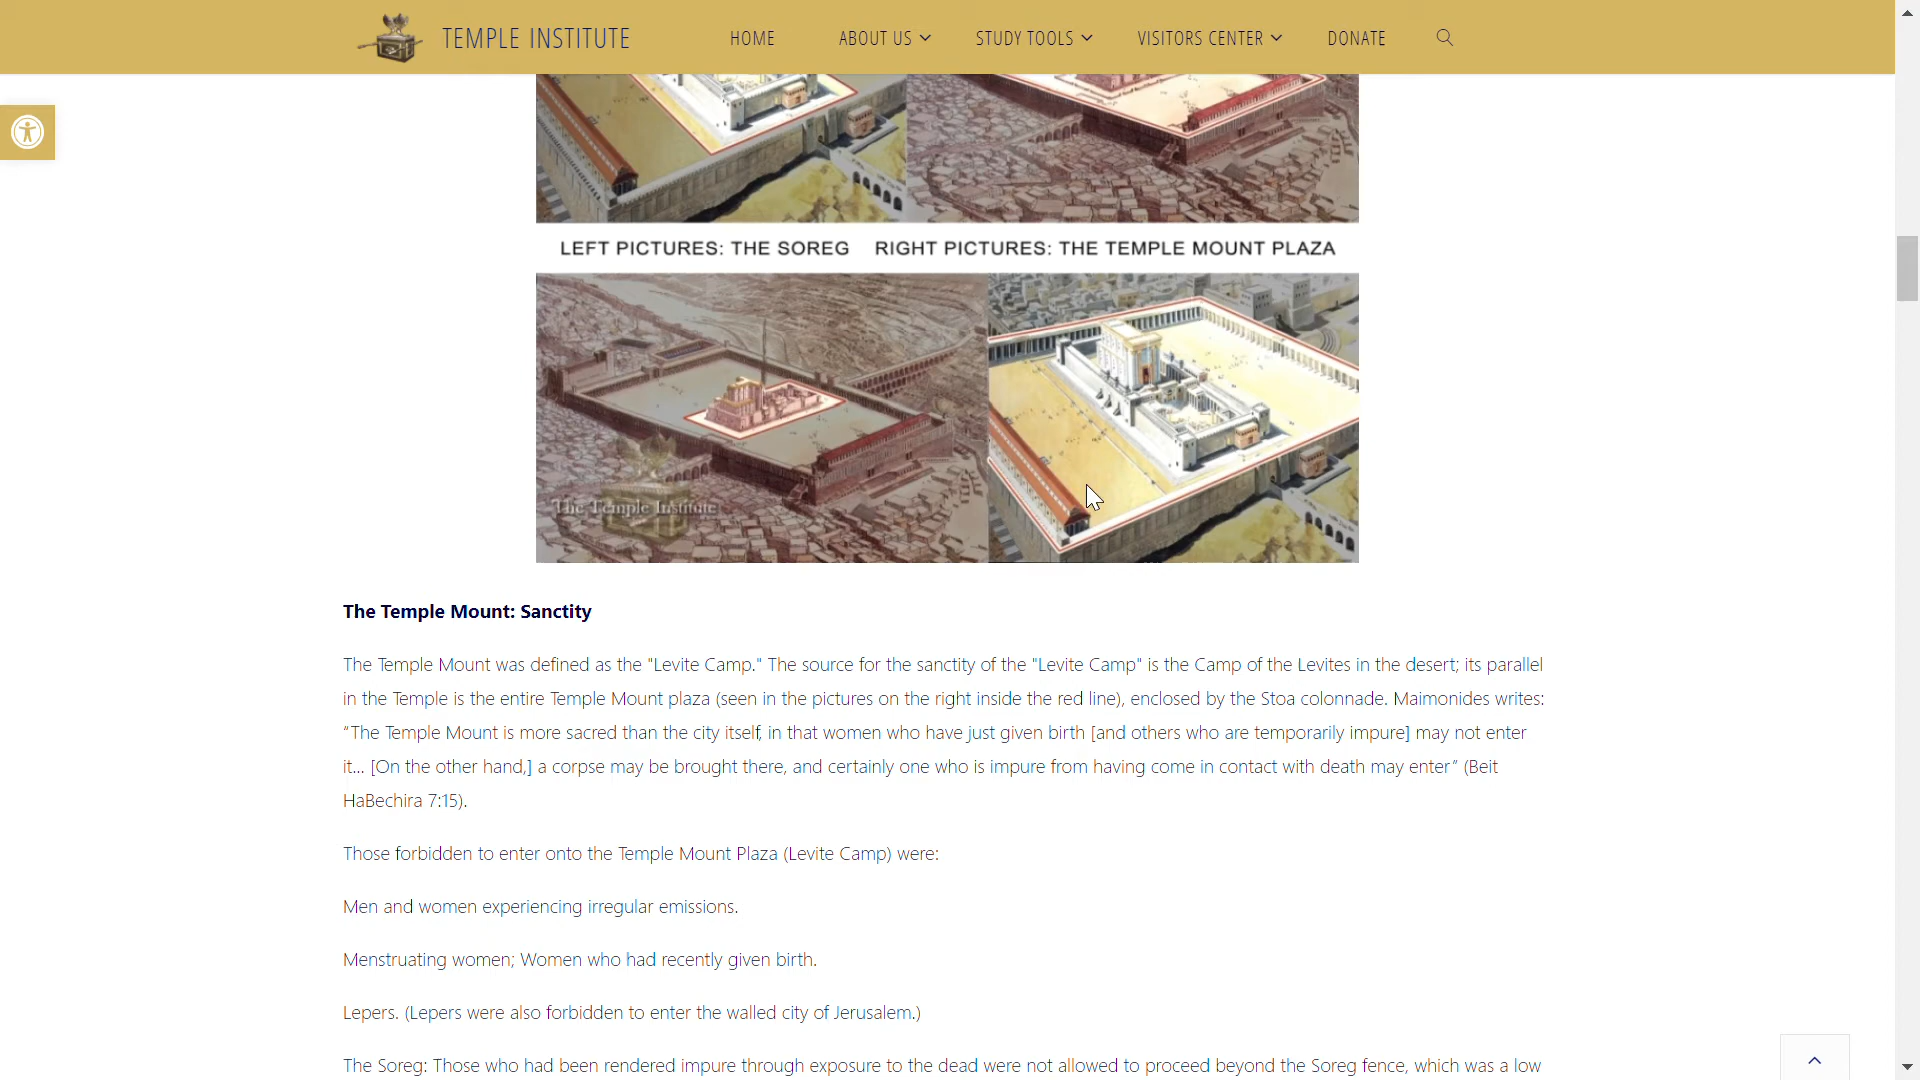 TEMPLE INSTITUTE HOME ABOUT US STUDY TOOLS VISITORS CENTER DONATE
LEFT PICTURES: THE SOREG RIGHT PICTURES: THE TEMPLE MOUNT PLAZA
The Temple Institute
The Temple Mount: Sanctity
The Temple Mount was defined as the "Levite Camp." The source for the sanctity of the "Levite Camp" is the Camp of the Levites in the desert; its parallel
in the Temple is the entire Temple Mount plaza (seen in the pictures on the right inside the red line), enclosed by the Stoa colonnade. Maimonides writes:
“The Temple Mount is more sacred than the city itself, in that women who have just given birth [and others who are temporarily impure] may not enter
it... [On the other hand,] a corpse may be brought there, and certainly one who is impure from having come in contact with death may enter” (Beit
HaBechira 7:15).
Those forbidden to enter onto the Temple Mount Plaza (Levite Camp) were:
Men and women experiencing irregular emissions.
Menstruating women; Women who had recently given birth.
Lepers. (Lepers were also forbidden to enter the walled city of Jerusalem.)
The Soreg: Those who had been rendered impure through exposure to the dead were not allowed to proceed beyond the Soreg fence, which was a low